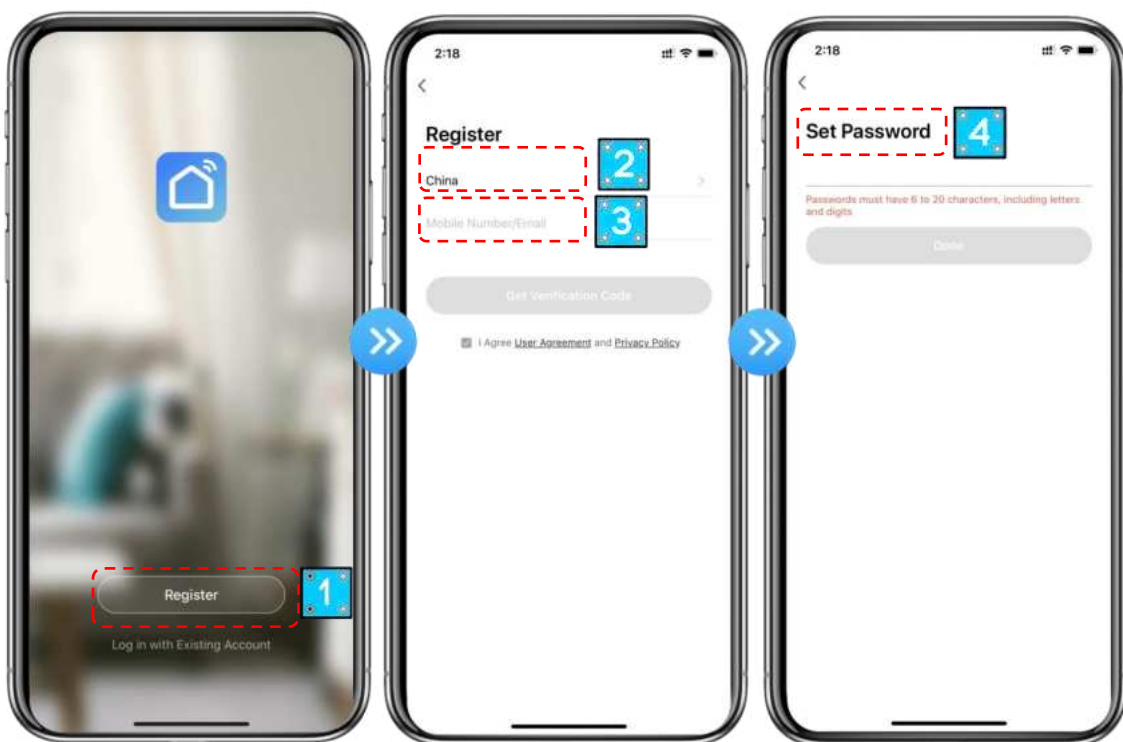 Register
1
Log in with Existing Account
2:18
Register
China
2
Mobile Number/Email
3
Get Verification Code
I Agree User Agreement and Privacy Policy
2:18
Set Password
4
Passwords must have 6 to 20 characters, including letters
and digits
Done